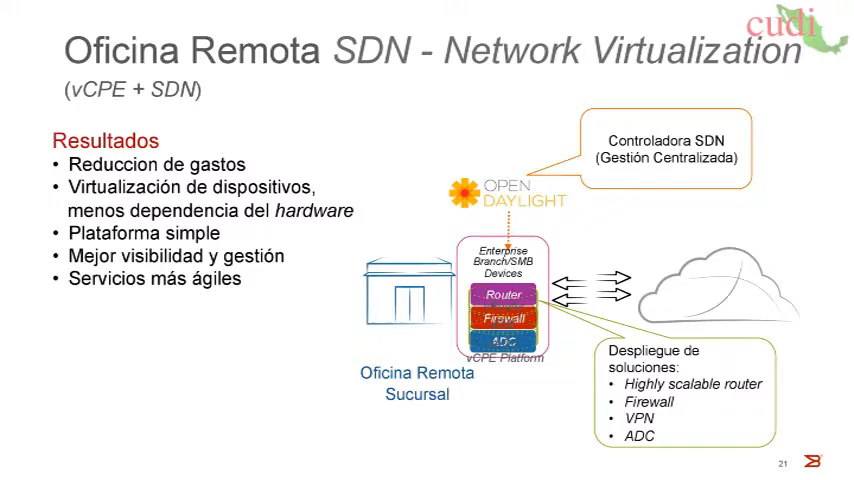 cudi
Oficina Remota SDN - Network Virtualization
(vCPE + SDN)
Resultados
• Reduccion de gastos
• Virtualización de dispositivos,
menos dependencia del hardware
• Plataforma simple
• Mejor visibilidad y gestión
• Servicios más ágiles
Controladora SDN
(Gestión Centralizada)
OPEN
DAYLIGHT
Enterprise
Branch/SMB
Devices
Router
Firewall
ADC
vCPE Platform
Oficina Remota
Sucursal
Despliegue de
soluciones:
• Highly scalable router
• Firewall
• VPN
• ADC
21